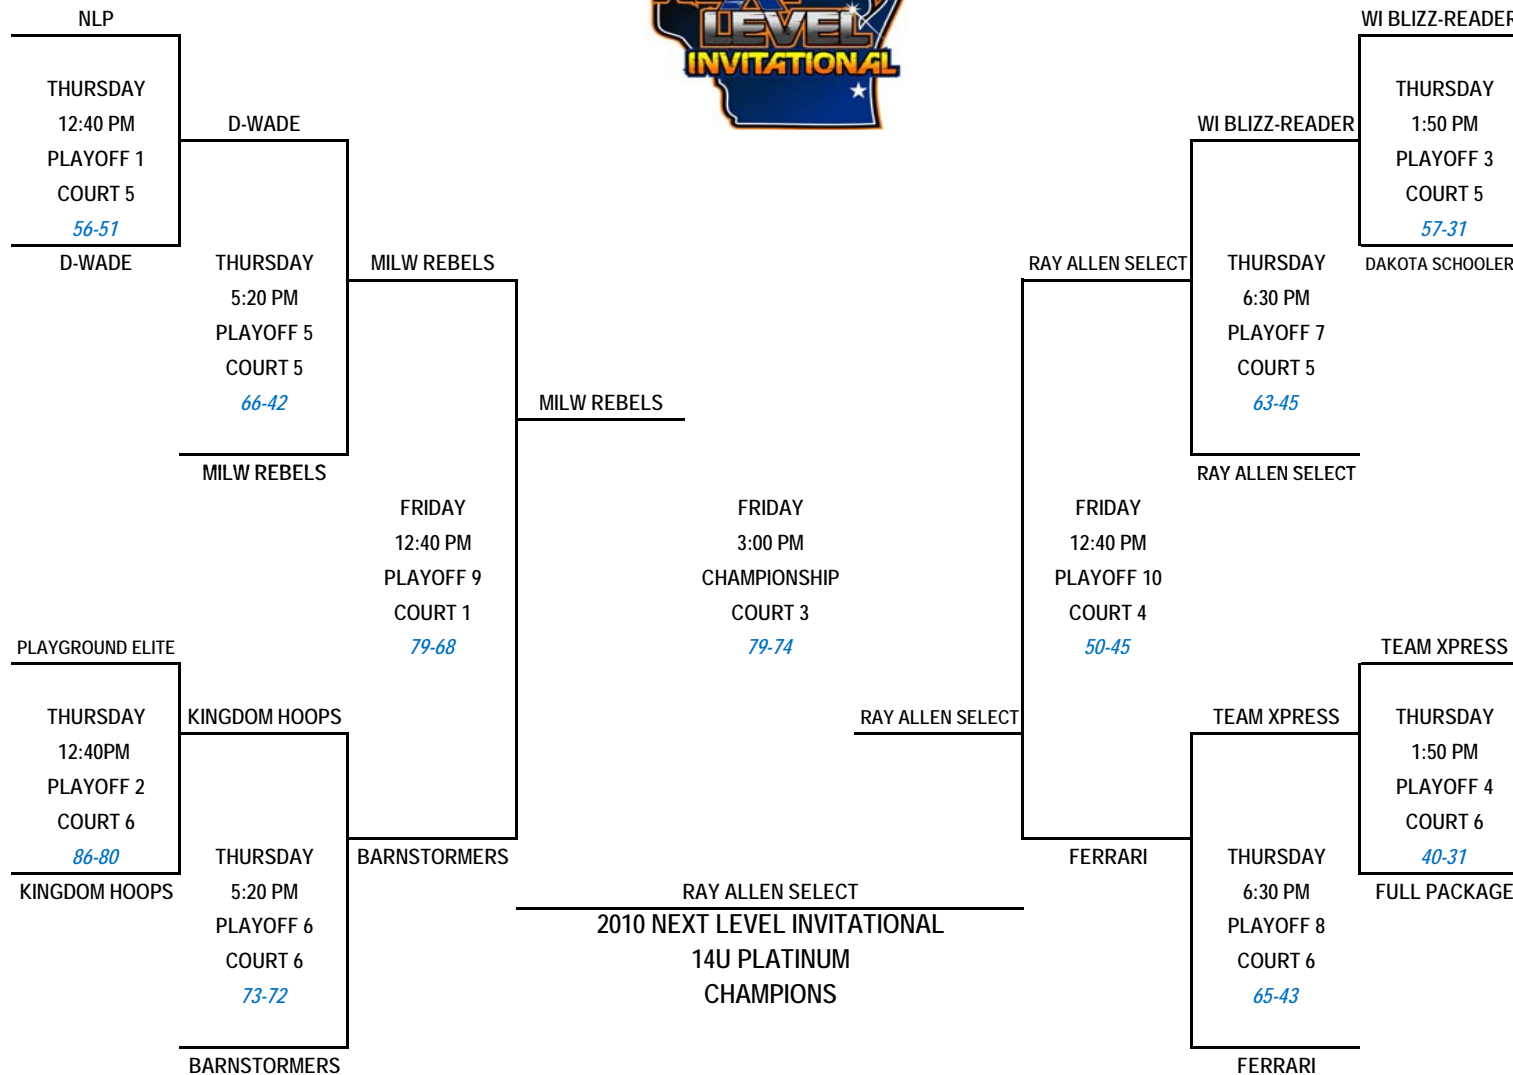 NLP
THURSDAY
12:40 PM
PLAYOFF 1
COURT 5
56-51
D-WADE
D-WADE
THURSDAY
5:20 PM
PLAYOFF 5
COURT 5
66-42
MILW REBELS
MILW REBELS
PLAYGROUND ELITE
THURSDAY
12:40PM
PLAYOFF 2
COURT 6
86-80
KINGDOM HOOPS
KINGDOM HOOPS
THURSDAY
5:20 PM
PLAYOFF 6
COURT 6
73-72
BARNSTORMERS
BARNSTORMERS
FRIDAY
12:40 PM
PLAYOFF 9
COURT 1
79-68
MILW REBELS
LEVEL
INVITATIONAL
FRIDAY
3:00 PM
CHAMPIONSHIP
COURT 3
79-74
RAY ALLEN SELECT
RAY ALLEN SELECT
2010 NEXT LEVEL INVITATIONAL
14U PLATINUM
CHAMPIONS
RAY ALLEN SELECT
FRIDAY
12:40 PM
PLAYOFF 10
COURT 4
50-45
FERRARI
WI BLIZZ-READER
THURSDAY
6:30 PM
PLAYOFF 7
COURT 5
63-45
RAY ALLEN SELECT
TEAM XPRESS
THURSDAY
6:30 PM
PLAYOFF 8
COURT 6
65-43
FERRARI
WI BLIZZ-READER
THURSDAY
1:50 PM
PLAYOFF 3
COURT 5
57-31
DAKOTA SCHOOLER
TEAM XPRESS
THURSDAY
1:50 PM
PLAYOFF 4
COURT 6
40-31
FULL PACKAGE